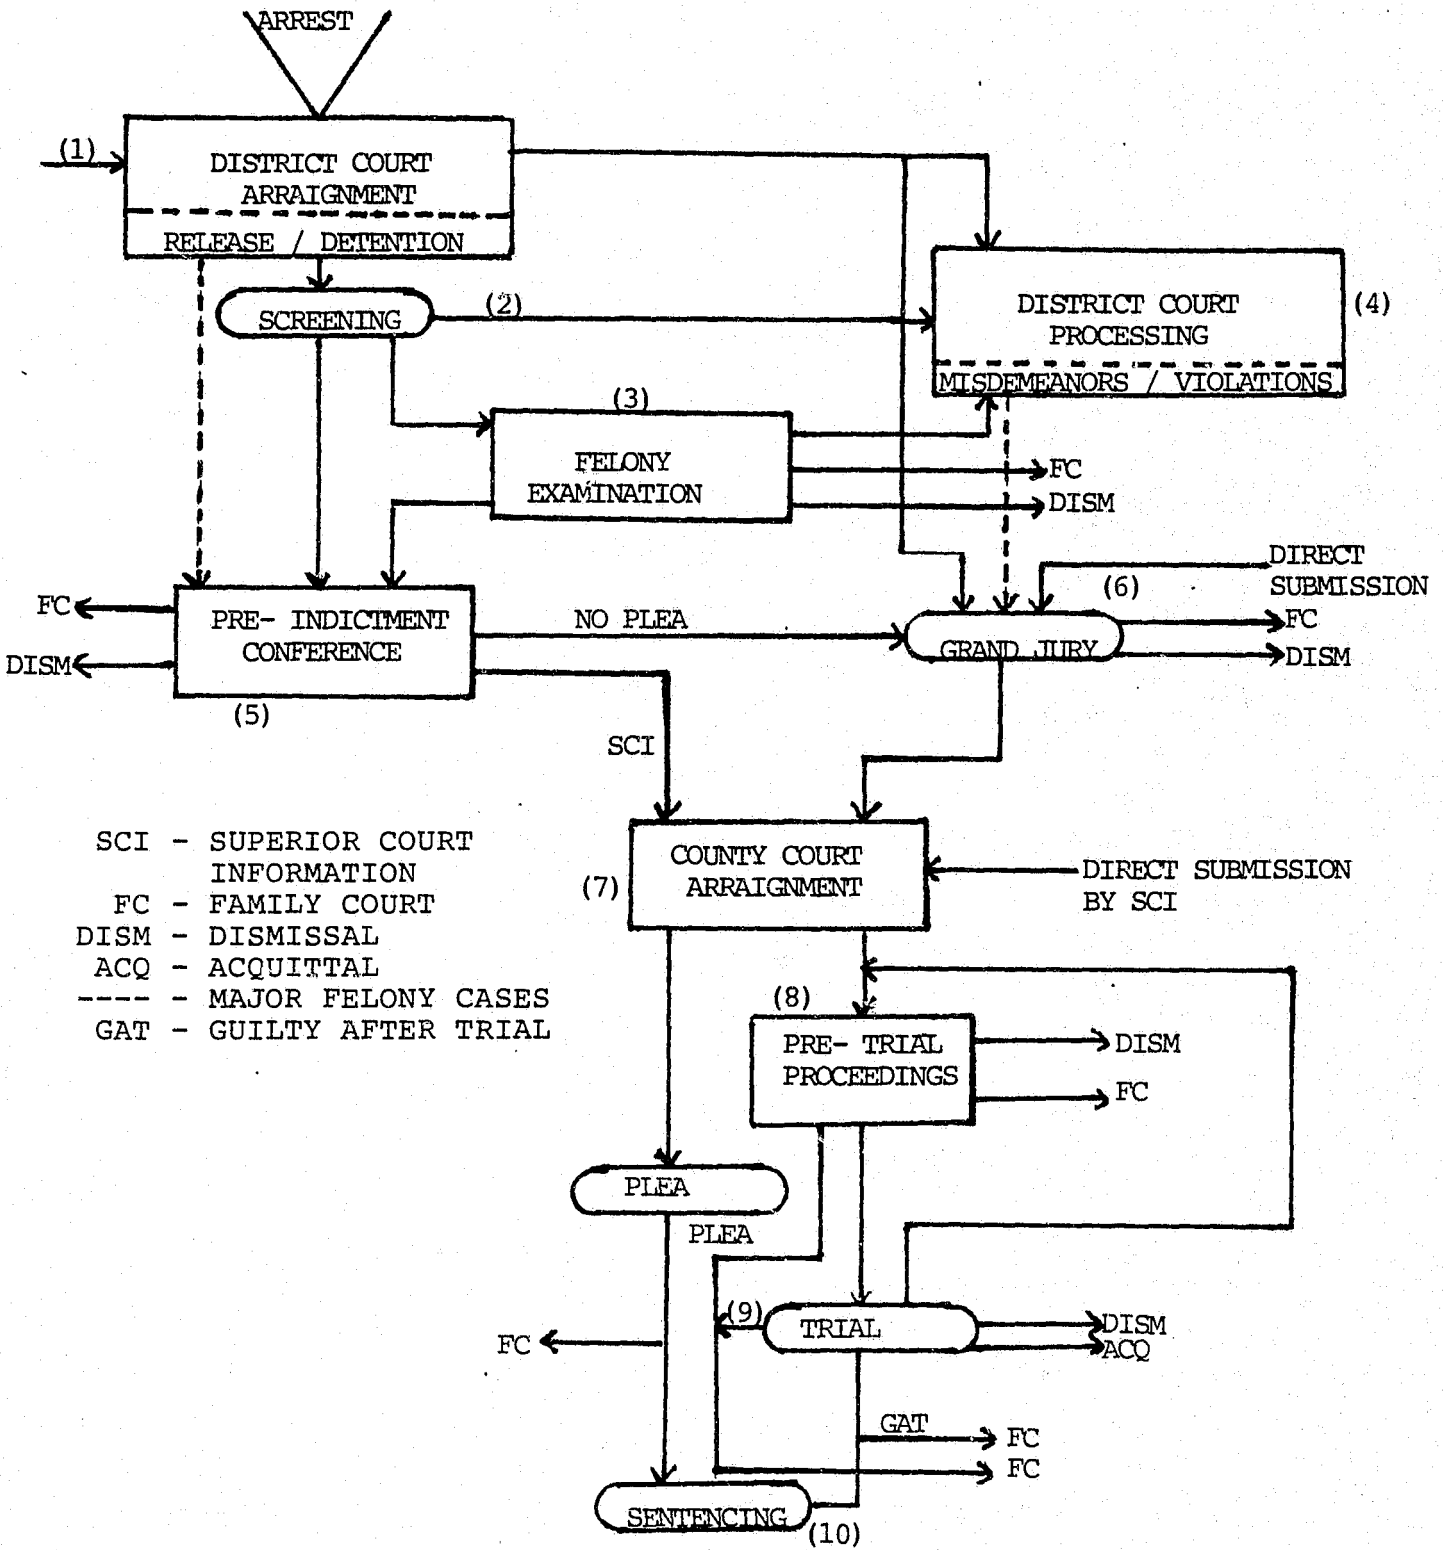 ARREST
(1)
DISTRICT COURT
ARRAIGNMENT
RELEASE / DETENTION
SCREENING
(2)
DISTRICT COURT
PROCESSING
(4)
MISDEMEANORS / VIOLATIONS
(3)
FELONY
EXAMINATION
FC
DISM
DIRECT
SUBMISSION
(6)
FC
DISM
PRE- INDICTMENT
CONFERENCE
(5)
NO PLEA
GRAND JURY
FC
DISM
SCI
SCI - SUPERIOR COURT
INFORMATION
FC - FAMILY COURT
DISM - DISMISSAL
ACQ - ACQUITTAL
---- - MAJOR FELONY CASES
GAT - GUILTY AFTER TRIAL
(7)
COUNTY COURT
ARRAIGNMENT
DIRECT SUBMISSION
BY SCI
(8)
PRE- TRIAL
PROCEEDINGS
DISM
FC
PLEA
PLEA
(9)
TRIAL
DISM
ACQ
FC
GAT
FC
FC
SENTENCING
(10)